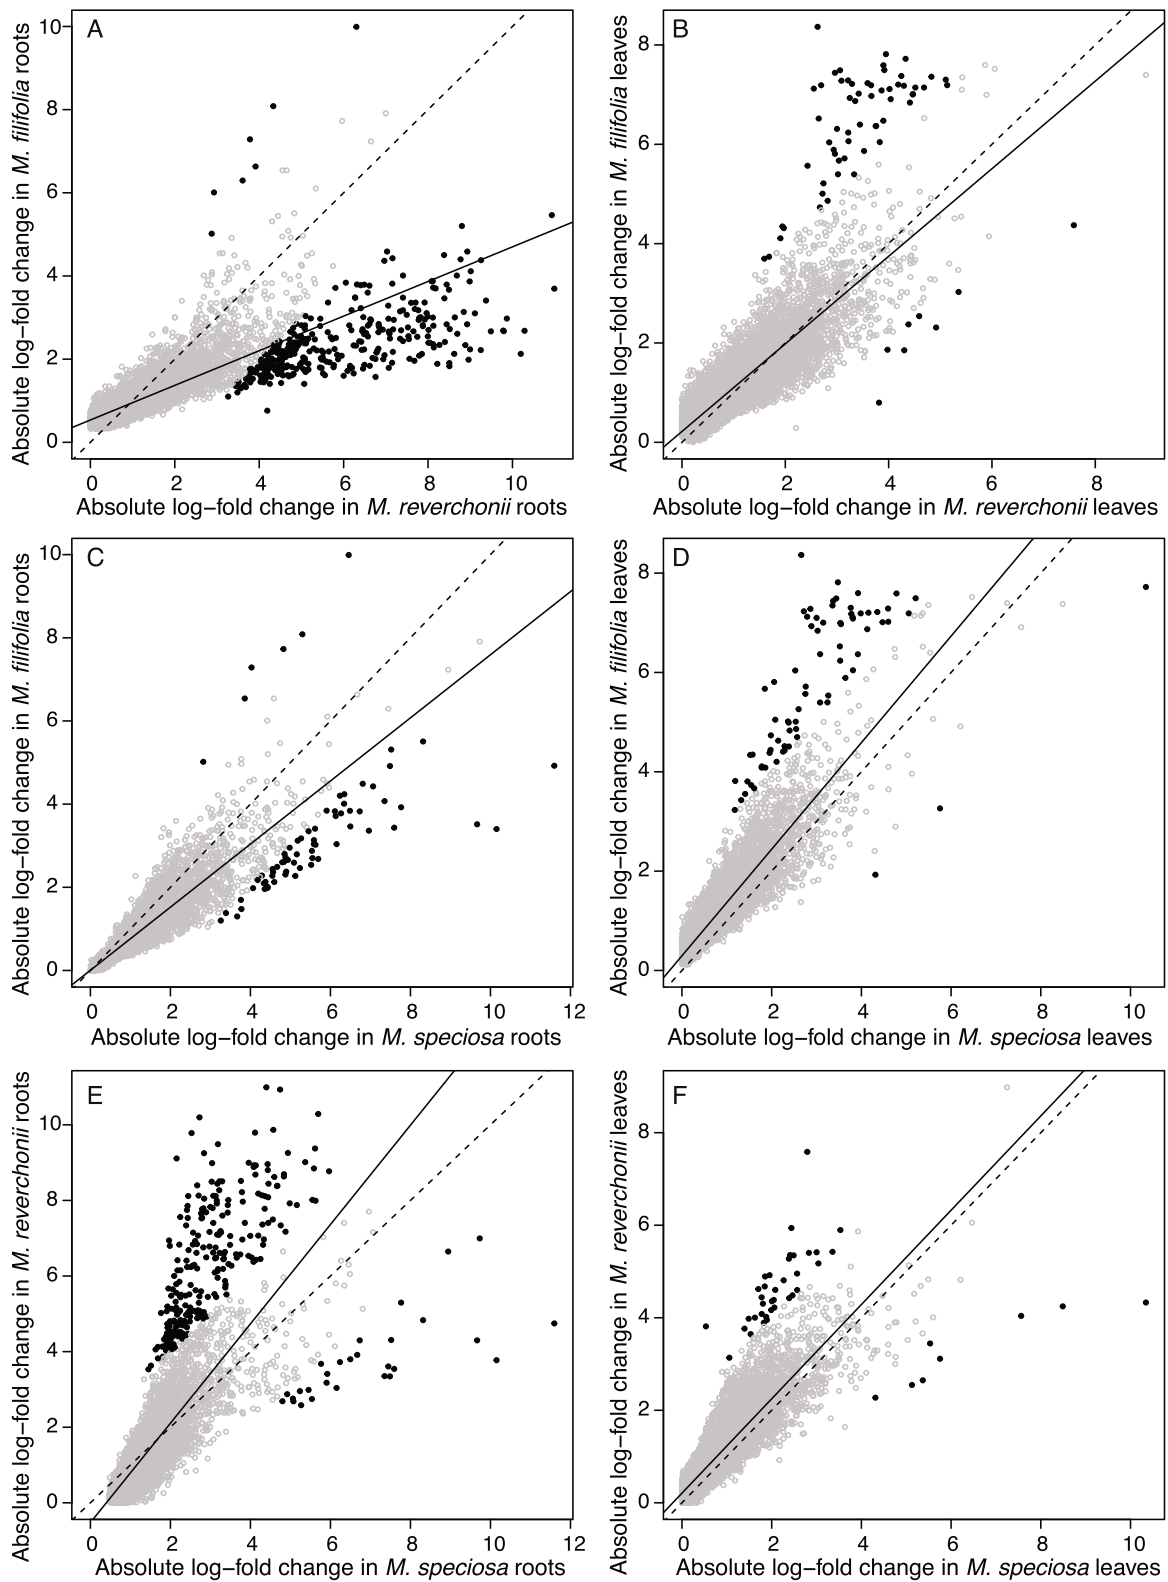 A
Absolute log−fold change in M. filifolia roots
10
8
6
4
2
0
0 2 4 6 8 10
Absolute log−fold change in M. reverchonii roots
B
Absolute log−fold change in M. filifolia leaves
8
6
4
2
0
0 2 4 6 8
Absolute log−fold change in M. reverchonii leaves
C
Absolute log−fold change in M. filifolia roots
10
8
6
4
2
0
0 2 4 6 8 10 12
Absolute log−fold change in M. speciosa roots
D
Absolute log−fold change in M. filifolia leaves
8
6
4
2
0
0 2 4 6 8 10
Absolute log−fold change in M. speciosa leaves
E
Absolute log−fold change in M. reverchonii roots
10
8
6
4
2
0
0 2 4 6 8 10 12
Absolute log−fold change in M. speciosa roots
F
Absolute log−fold change in M. reverchonii leaves
8
6
4
2
0
0 2 4 6 8 10
Absolute log−fold change in M. speciosa leaves